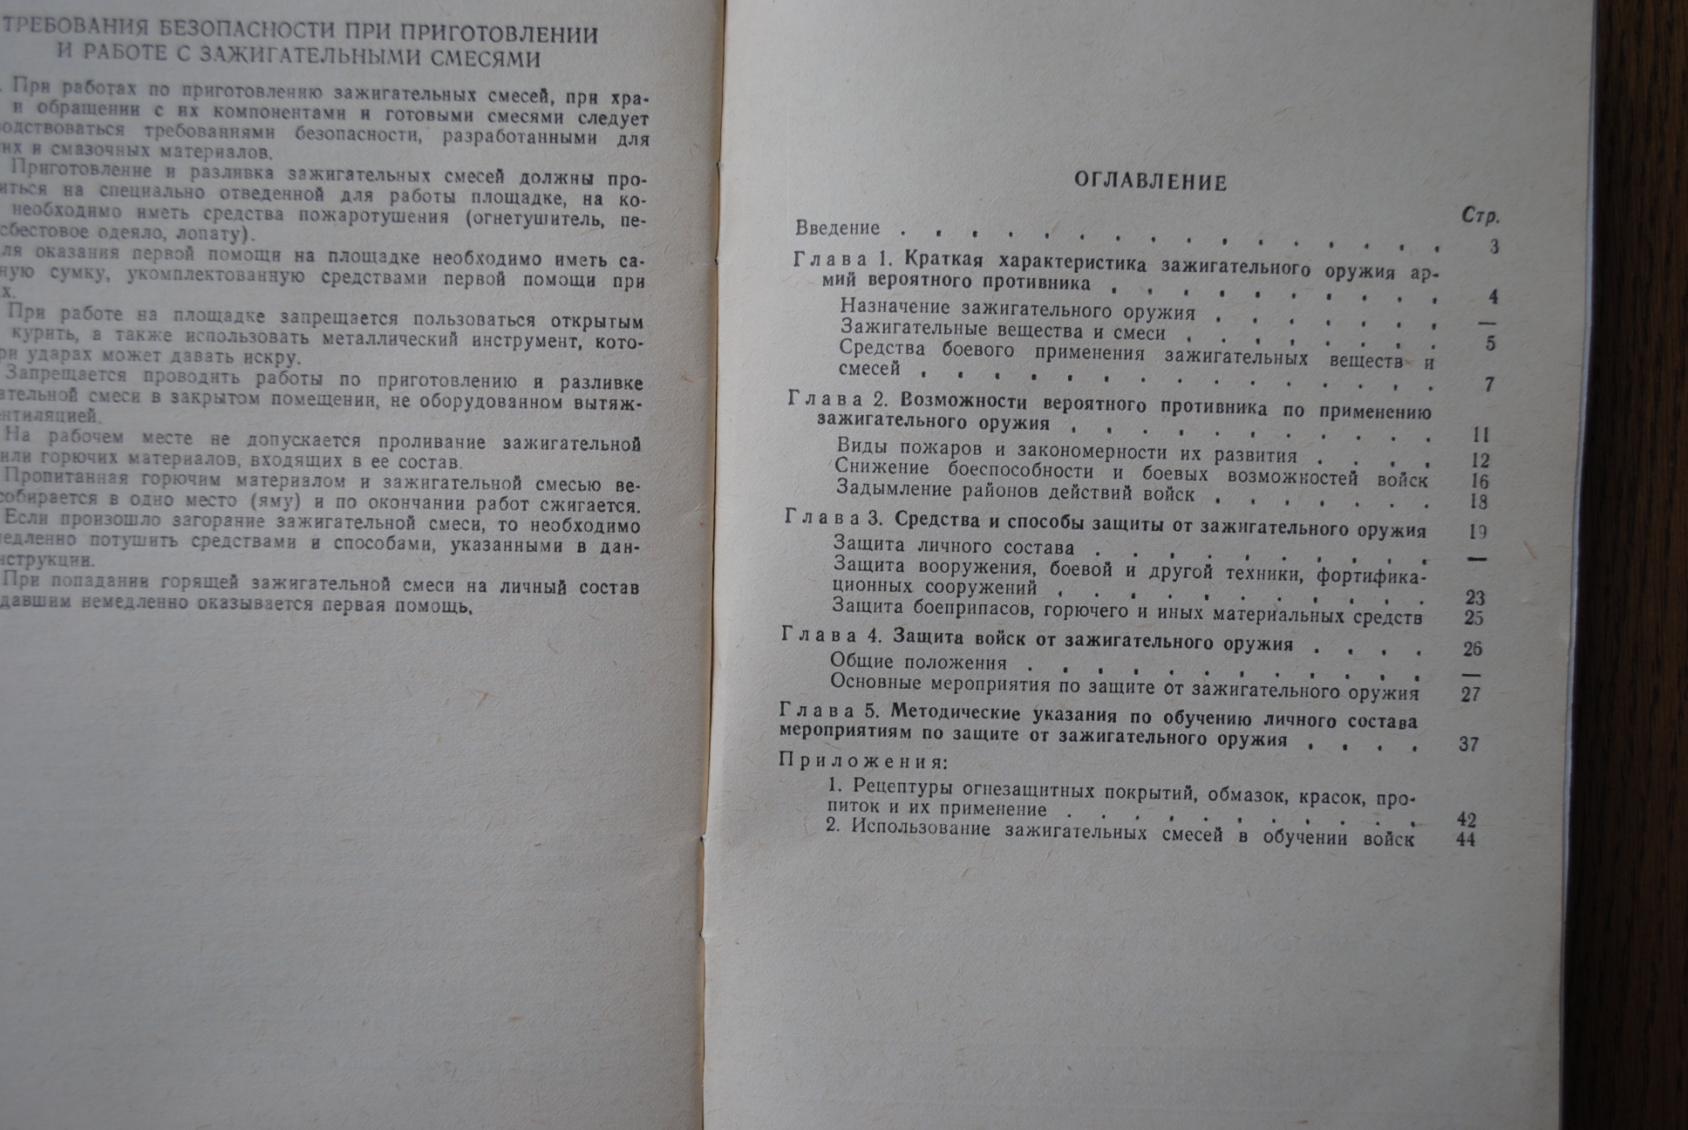 ТРЕБОВАНИЯ БЕЗОПАСНОСТИ ПРИ ПРИГОТОВЛЕНИИ
И РАБОТЕ С ЗАЖИГАТЕЛЬНЫМИ СМЕСЯМИ
. При работах по приготовлению зажигательных смесей, при хра-
и обращении с их компонентами и готовыми смесями следует
водствоваться требованиями безопасности, разработанными для
их и смазочных материалов.
Приготовление и разливка зажигательных смесей должны про-
иться на специально отведенной для работы площадке, на ко-
необходимо иметь средства пожаротушения (огнетушитель, пе-
сбестовое одеяло, лопату).
ля оказания первой помощи на площадке необходимо иметь са-
ную сумку, укомплектованную средствами первой помощи при
х.
При работе на площадке запрещается пользоваться открытым
курить, а также использовать металлический инструмент, кото-
ри ударах может давать искру.
Запрещается проводить работы по приготовлению и разливке
ательной смеси в закрытом помещении, не оборудованном вытяж-
ентиляцией.
На рабочем месте не допускается проливание зажигательной
или горючих материалов, входящих в ее состав.
Пропитанная горючим материалом и зажигательной смесью ве-
собирается в одно место (яму) и по окончании работ сжигается.
Если произошло загорание зажигательной смеси, то необходимо
едленно потушить средствами и способами, указанными в дан-
нструкции.
При попадании горящей зажигательной смеси на личный состав
давшим немедленно оказывается первая помощь.
ОГЛАВЛЕНИЕ
Стр.
Введение . . . . . . . . . . . . . . . . 3
Глава 1. Краткая характеристика зажигательного оружия ар-
мий вероятного противника . . . . . . . . . . 4
Назначение зажигательного оружия . . . . . . . —
Зажигательные вещества и смеси . . . . . . . . 5
Средства боевого применения зажигательных веществ и
смесей . . . . . . . . . . . . . . . 7
Глава 2. Возможности вероятного противника по применению
зажигательного оружия . . . . . . . . . . . 11
Виды пожаров и закономерности их развития . . . . 12
Снижение боеспособности и боевых возможностей войск 16
Задымление районов действий войск . . . . . . . 18
Глава 3. Средства и способы защиты от зажигательного оружия 19
Защита личного состава . . . . . . . . . . —
Защита вооружения, боевой и другой техники, фортифика-
ционных сооружений . . . . . . . . . . . 23
Защита боеприпасов, горючего и иных материальных средств 25
Глава 4. Защита войск от зажигательного оружия . . . . 26
Общие положения . . . . . . . . . . . . —
Основные мероприятия по защите от зажигательного оружия 27
Глава 5. Методические указания по обучению личного состава
мероприятиям по защите от зажигательного оружия . . . . 37
Приложения:
1. Рецептуры огнезащитных покрытий, обмазок, красок, про-
питок и их применение . . . . . . . . . . . 42
2. Использование зажигательных смесей в обучении войск 44